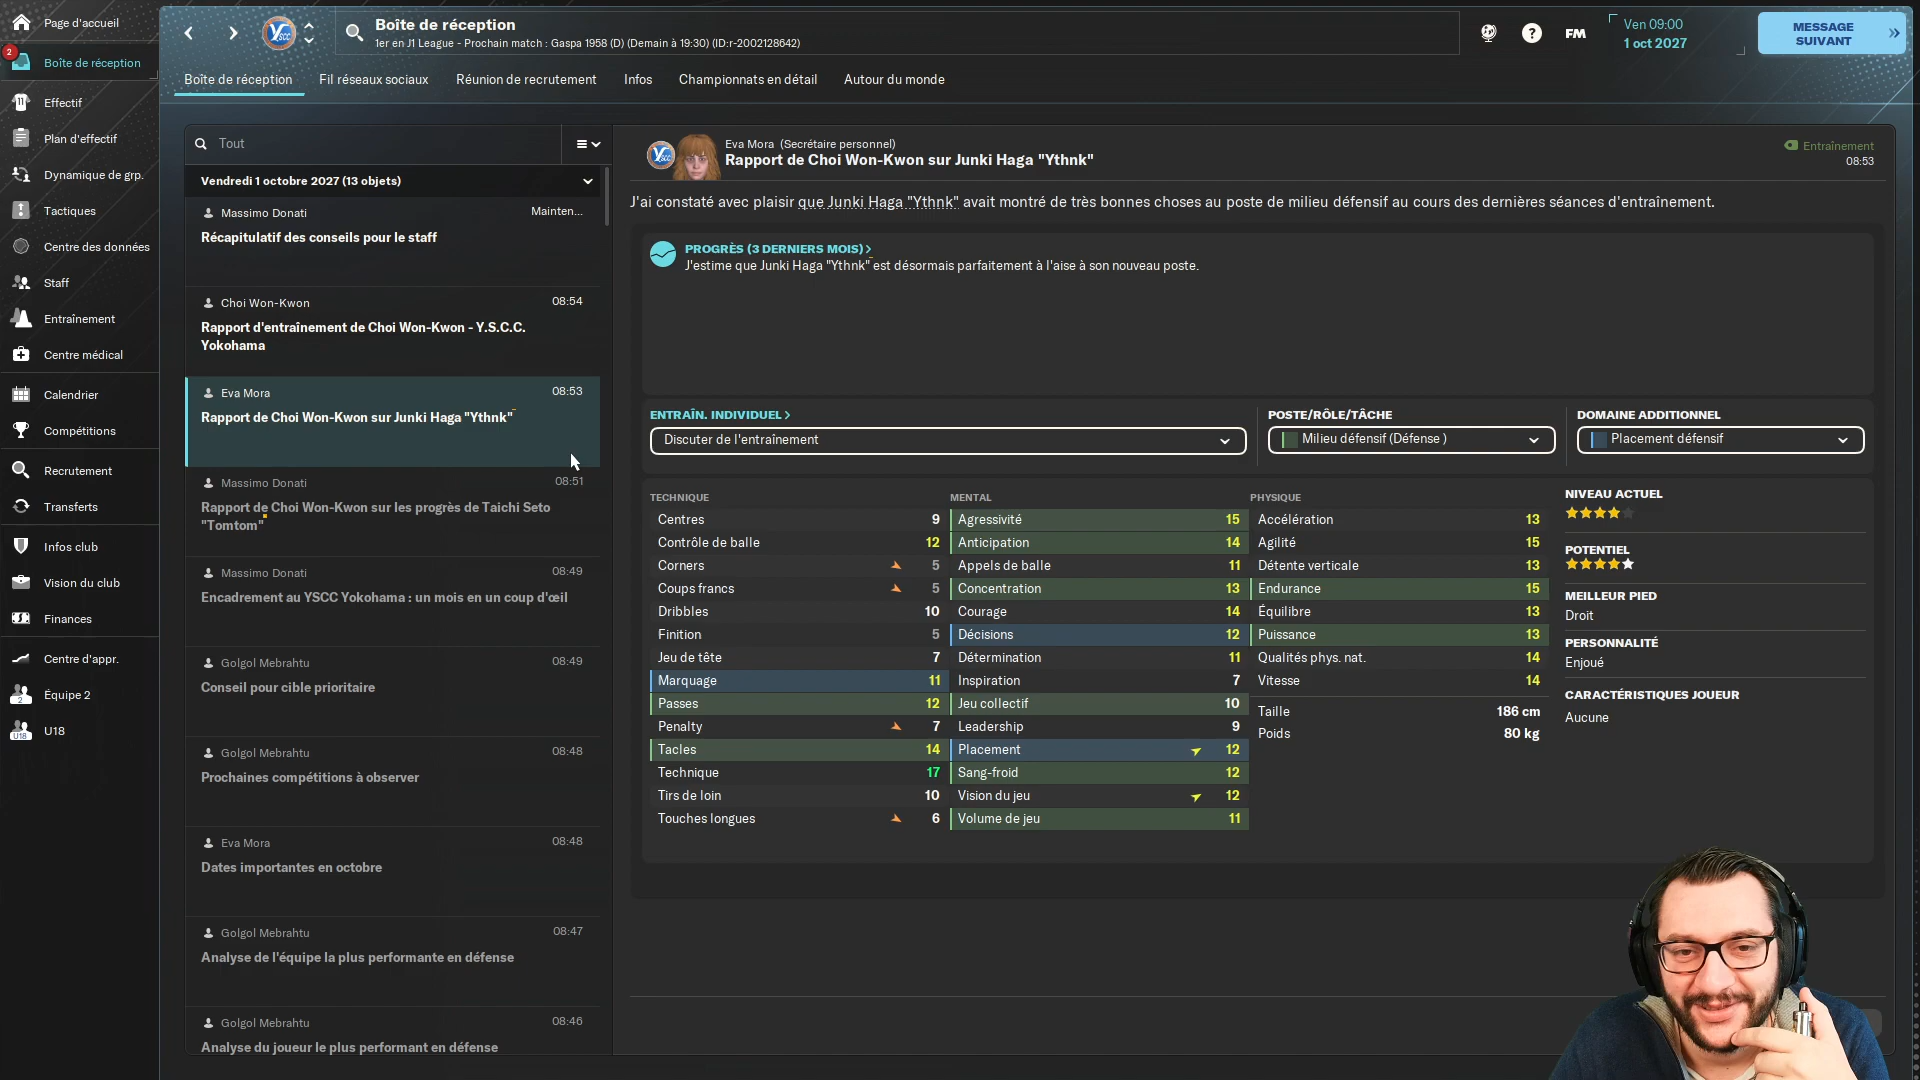 Page d'accueil
2
Boîte de réception
Effectif
Plan d'effectif
Dynamique de grp.
Tactiques
Centre des données
Staff
Entraînement
Centre médical
Calendrier
Compétitions
Recrutement
Transferts
Infos club
Vision du club
Finances
Centre d'appr.
2
Équipe 2
U18
U18
YSCC
Boîte de réception
1er en J1 League - Prochain match : Gaspa 1958 (D) (Demain à 19:30) (ID:r-2002128642)
?
FM
Ven 09:00
1 oct 2027
MESSAGE
SUIVANT
Boîte de réception
Fil réseaux sociaux
Réunion de recrutement
Infos
Championnats en détail
Autour du monde
Tout
Vendredi 1 octobre 2027 (13 objets)
Massimo Donati
Mainten...
Récapitulatif des conseils pour le staff
Choi Won-Kwon
08:54
Rapport d'entraînement de Choi Won-Kwon - Y.S.C.C.
Yokohama
Eva Mora
08:53
Rapport de Choi Won-Kwon sur Junki Haga "Ythnk"
Massimo Donati
08:51
Rapport de Choi Won-Kwon sur les progrès de Taichi Seto
"Tomtom"
Massimo Donati
08:49
Encadrement au YSCC Yokohama : un mois en un coup d'œil
Golgol Mebrahtu
08:49
Conseil pour cible prioritaire
Golgol Mebrahtu
08:48
Prochaines compétitions à observer
Eva Mora
08:48
Dates importantes en octobre
Golgol Mebrahtu
08:47
Analyse de l'équipe la plus performante en défense
Golgol Mebrahtu
08:46
Analyse du joueur le plus performant en défense
Eva Mora (Secrétaire personnel)
Rapport de Choi Won-Kwon sur Junki Haga "Ythnk"
Entraînement
08:53
J'ai constaté avec plaisir que Junki Haga "Ythnk" avait montré de très bonnes choses au poste de milieu défensif au cours des dernières séances d'entraînement.
PROGRÈS (3 DERNIERS MOIS)
J'estime que Junki Haga "Ythnk" est désormais parfaitement à l'aise à son nouveau poste.
ENTRAÎN. INDIVIDUEL
Discuter de l'entraînement
POSTE/RÔLE/TÂCHE
Milieu défensif (Défense )
DOMAINE ADDITIONNEL
Placement défensif
TECHNIQUE
Centres 9
Contrôle de balle 12
Corners 5
Coups francs 5
Dribbles 10
Finition 5
Jeu de tête 7
Marquage 11
Passes 12
Penalty 7
Tacles 14
Technique 17
Tirs de loin 10
Touches longues 6
MENTAL
Agressivité 15
Anticipation 14
Appels de balle 11
Concentration 13
Courage 14
Décisions 12
Détermination 11
Inspiration 7
Jeu collectif 10
Leadership 9
Placement 12
Sang-froid 12
Vision du jeu 12
Volume de jeu 11
PHYSIQUE
Accélération 13
Agilité 15
Détente verticale 13
Endurance 15
Équilibre 13
Puissance 13
Qualités phys. nat. 14
Vitesse 14
Taille 186 cm
Poids 80 kg
NIVEAU ACTUEL
POTENTIEL
MEILLEUR PIED
Droit
PERSONNALITÉ
Enjoué
CARACTÉRISTIQUES JOUEUR
Aucune